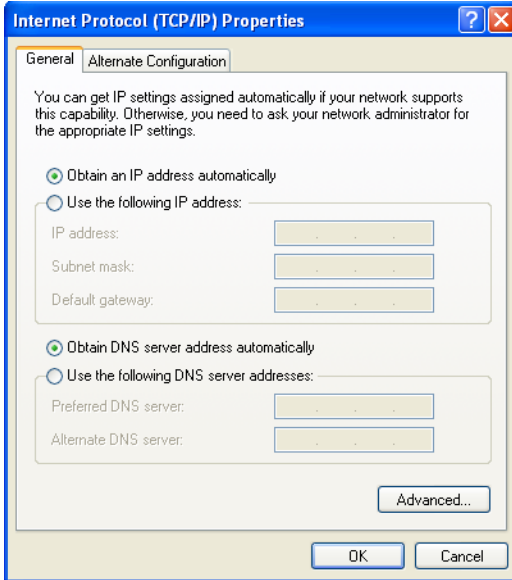 Internet Protocol (TCP/IP) Properties
General
Alternate Configuration
You can get IP settings assigned automatically if your network supports
this capability. Otherwise, you need to ask your network administrator for
the appropriate IP settings.
Obtain an IP address automatically
Use the following IP address:
IP address:
Subnet mask:
Default gateway:
Obtain DNS server address automatically
Use the following DNS server addresses:
Preferred DNS server:
Alternate DNS server:
Advanced...
OK
Cancel